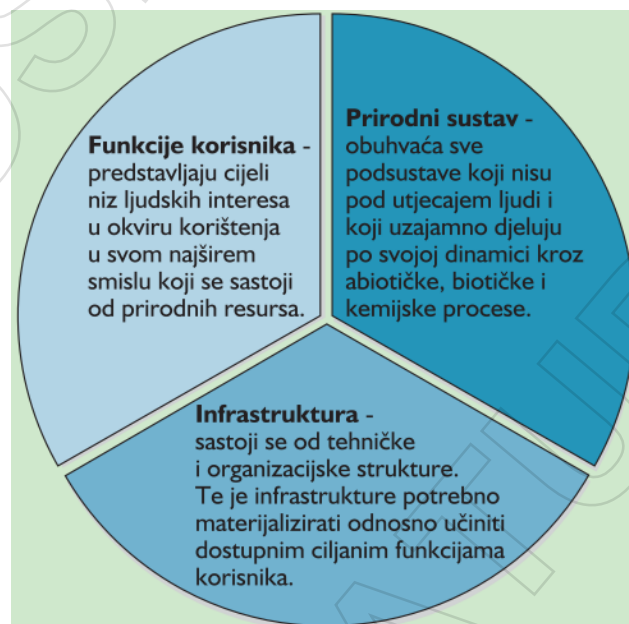 Funkcije korisnika -
predstavljaju cijeli
niz ljudskih interesa
u okviru korištenja
u svom najširem
smislu koji se sastoji
od prirodnih resursa.
Prirodni sustav -
obuhvaća sve
podsustave koji nisu
pod utjecajem ljudi i
koji uzajamno djeluju
po svojoj dinamici kroz
abiotičke, biotičke i
kemijske procese.
Infrastruktura -
sastoji se od tehničke
i organizacijske strukture.
Te je infrastrukture potrebno
materijalizirati odnosno učiniti
dostupnim ciljanim funkcijama
korisnika.